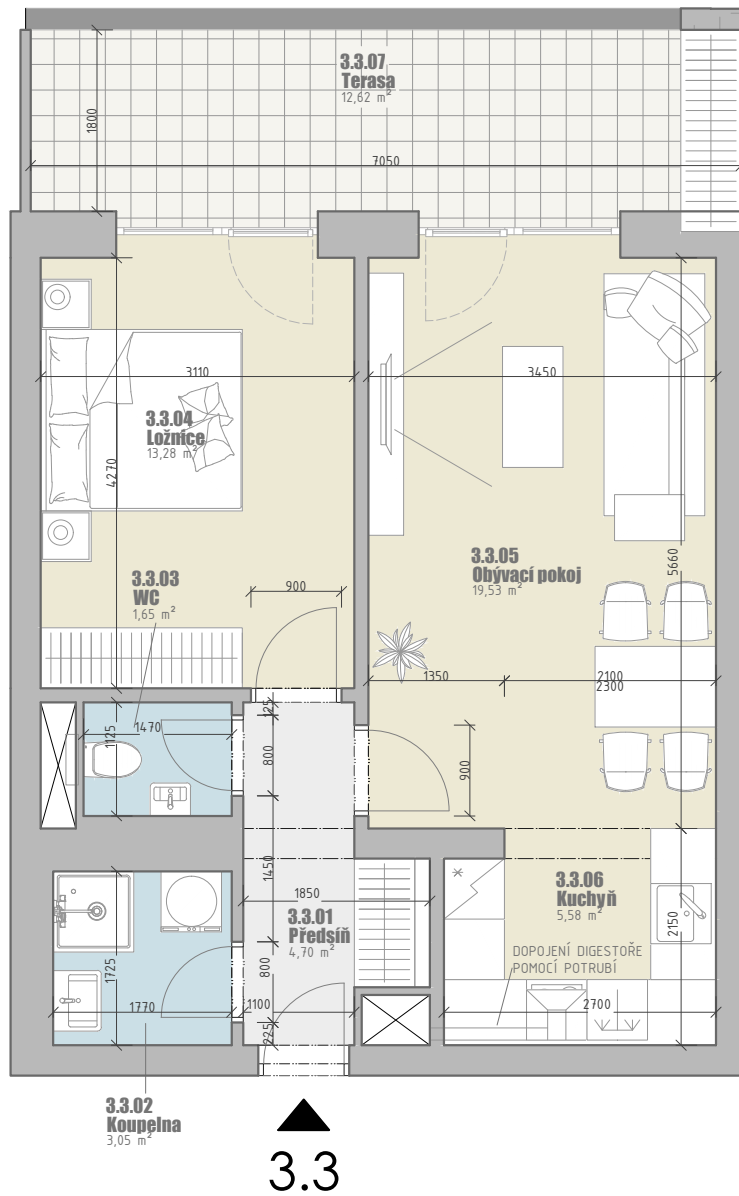 3.3.07
Terasa
12,62 m²
1800
7050
3110
3450
3.3.04
Ložnice
13,28 m²
4270
3.3.05
Obývací pokoj
19,53 m²
5660
3.3.03
WC
1,65 m²
900
1350
2100
2300
125
1470
1125
800
900
1450
1850
3.3.01
Předsíň
4,70 m²
3.3.06
Kuchyň
5,58 m²
2150
DOPOJENÍ DIGESTOŘE
POMOCÍ POTRUBÍ
1725
800
1770
1100
225
2700
3.3.02
Koupelna
3,05 m²
3.3